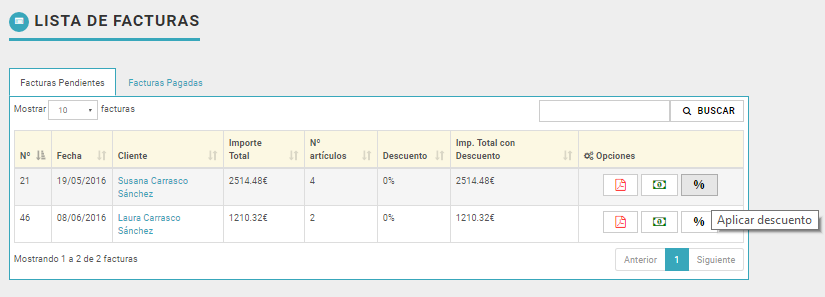 LISTA DE FACTURAS
Facturas Pendientes Facturas Pagadas
Mostrar 10 facturas BUSCAR
Nº Fecha Cliente Importe Total Nº artículos Descuento Imp. Total con Descuento Opciones
21 19/05/2016 Susana Carrasco Sánchez 2514.48€ 4 0% 2514.48€ %
46 08/06/2016 Laura Carrasco Sánchez 1210.32€ 2 0% 1210.32€ %
Aplicar descuento
Mostrando 1 a 2 de 2 facturas Anterior 1 Siguiente